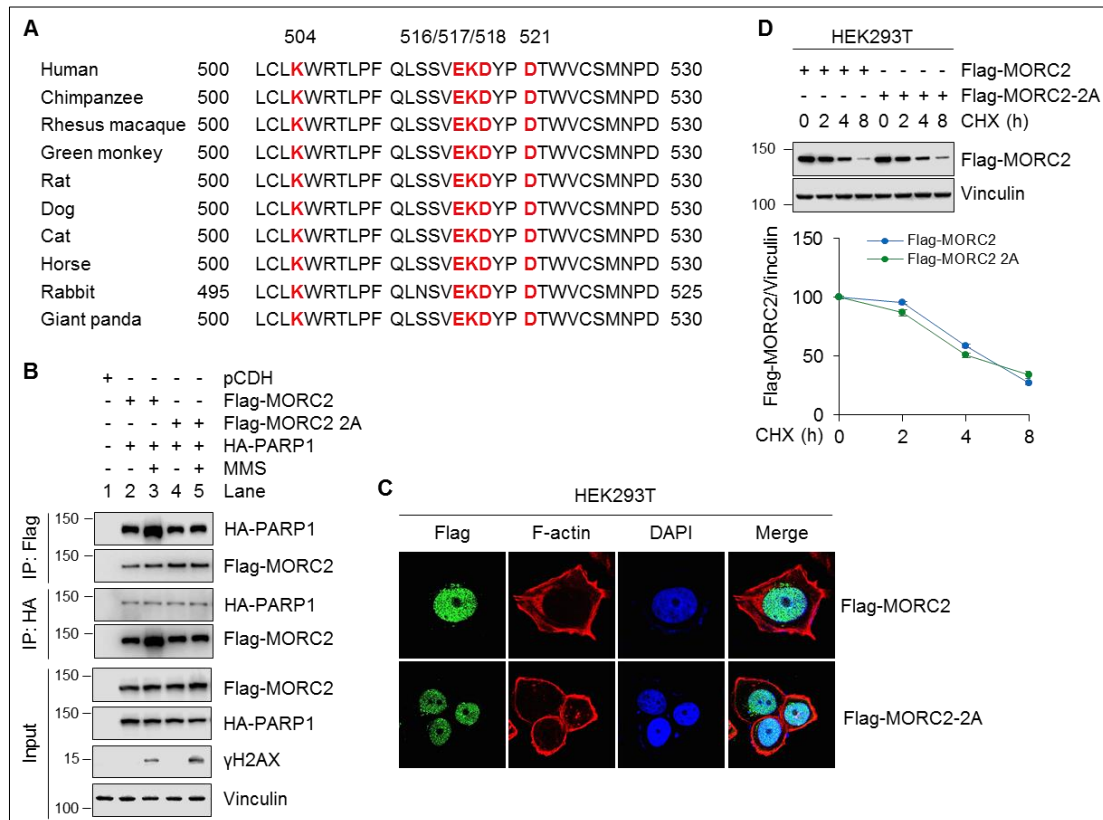 A
504 516/517/518 521
Human 500 LCLKWRTLPF QLSSVEKDYP DTWVCSMNPD 530
Chimpanzee 500 LCLKWRTLPF QLSSVEKDYP DTWVCSMNPD 530
Rhesus macaque 500 LCLKWRTLPF QLSSVEKDYP DTWVCSMNPD 530
Green monkey 500 LCLKWRTLPF QLSSVEKDYP DTWVCSMNPD 530
Rat 500 LCLKWRTLPF QLSSVEKDYP DTWVCSMNPD 530
Dog 500 LCLKWRTLPF QLSSVEKDYP DTWVCSMNPD 530
Cat 500 LCLKWRTLPF QLSSVEKDYP DTWVCSMNPD 530
Horse 500 LCLKWRTLPF QLSSVEKDYP DTWVCSMNPD 530
Rabbit 495 LCLKWRTLPF QLNSVEKDYP DTWVCSMNPD 525
Giant panda 500 LCLKWRTLPF QLSSVEKDYP DTWVCSMNPD 530
B
+ - - - - pCDH
- + + - - Flag-MORC2
- - - + + Flag-MORC2 2A
- + + + + HA-PARP1
- - + - + MMS
1 2 3 4 5 Lane
IP: Flag
150 HA-PARP1
150 Flag-MORC2
IP: HA
150 HA-PARP1
150 Flag-MORC2
Input
150 Flag-MORC2
150 HA-PARP1
15 γH2AX
100 Vinculin
C
HEK293T
Flag F-actin DAPI Merge
Flag-MORC2
Flag-MORC2-2A
D
HEK293T
+ + + + - - - - Flag-MORC2
- - - - + + + + Flag-MORC2-2A
0 2 4 8 0 2 4 8 CHX (h)
150 Flag-MORC2
100 Vinculin
Flag-MORC2/Vinculin
150
100
50
0
Flag-MORC2
Flag-MORC2 2A
CHX (h) 0 2 4 8